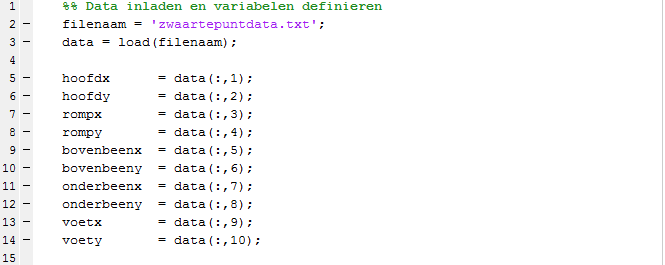 1 %% Data inladen en variabelen definieren
2 - filenaam = 'zwaartepuntdata.txt';
3 - data = load(filenaam);
4
5 - hoofdx = data(:,1);
6 - hoofdy = data(:,2);
7 - rompx = data(:,3);
8 - rompy = data(:,4);
9 - bovenbeenx = data(:,5);
10 - bovenbeeny = data(:,6);
11 - onderbeenx = data(:,7);
12 - onderbeeny = data(:,8);
13 - voetx = data(:,9);
14 - voety = data(:,10);
15